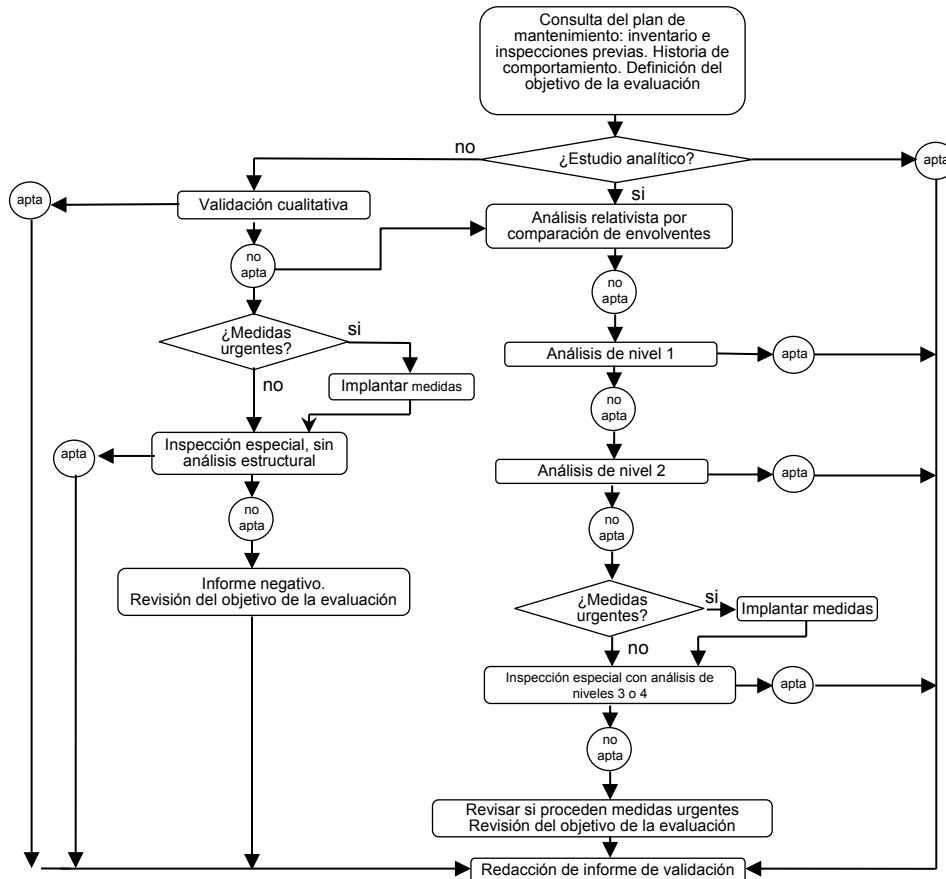 Consulta del plan de
mantenimiento: inventario e
inspecciones previas. Historia de
comportamiento. Definición del
objetivo de la evaluación
no
¿Estudio analítico?
apta
si
apta
Validación cualitativa
Análisis relativista por
comparación de envolventes
no
apta
no
apta
¿Medidas
urgentes?
si
no
Implantar medidas
Análisis de nivel 1
apta
no
apta
apta
Inspección especial, sin
análisis estructural
Análisis de nivel 2
apta
no
apta
no
apta
Informe negativo.
Revisión del objetivo de la evaluación
¿Medidas
urgentes?
si
no
Implantar medidas
Inspección especial con análisis de
niveles 3 o 4
apta
no
apta
Revisar si proceden medidas urgentes
Revisión del objetivo de la evaluación
Redacción de informe de validación